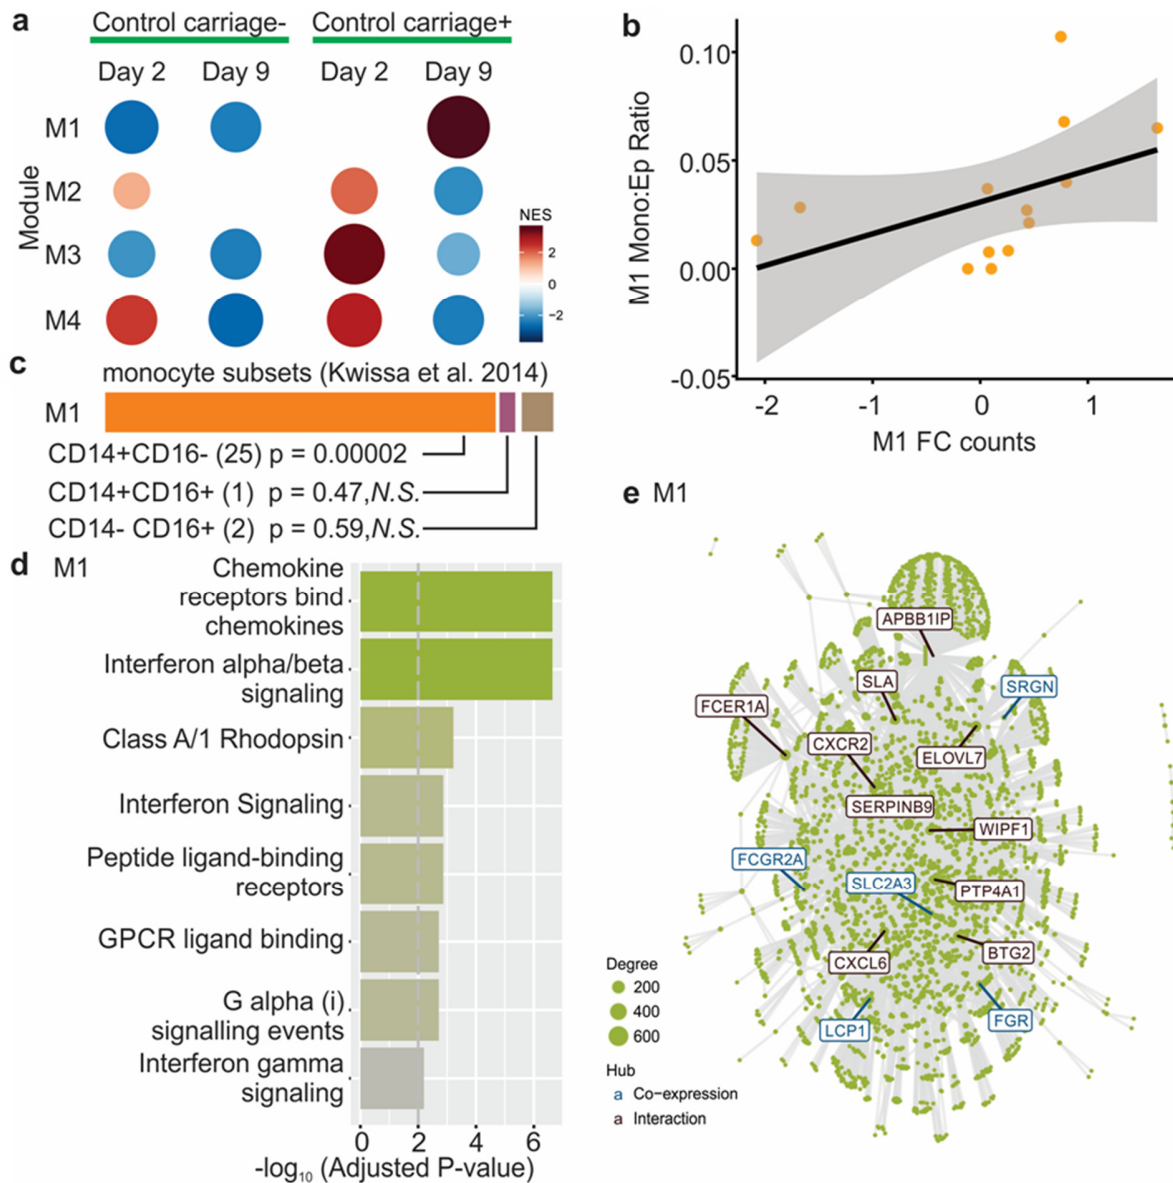 a
Control carriage- Control carriage+
Day 2 Day 9 Day 2 Day 9
Module
M1
M2
M3
M4
NES
2
0
−2
b
M1 Mono:Ep Ratio
0.10
0.05
0.00
-0.05
-2 -1 0 1
M1 FC counts
c
monocyte subsets (Kwissa et al. 2014)
M1
CD14+CD16- (25) p = 0.00002
CD14+CD16+ (1) p = 0.47,N.S.
CD14- CD16+ (2) p = 0.59,N.S.
d M1
Chemokine
receptors bind
chemokines
Interferon alpha/beta
signaling
Class A/1 Rhodopsin
Interferon Signaling
Peptide ligand-binding
receptors
GPCR ligand binding
G alpha (i)
signalling events
Interferon gamma
signaling
0 2 4 6
-log₁₀ (Adjusted P-value)
e M1
APBB1IP
SLA
SRGN
FCER1A
CXCR2
ELOVL7
SERPINB9
WIPF1
FCGR2A
SLC2A3
PTP4A1
CXCL6
BTG2
LCP1
FGR
Degree
200
400
600
Hub
a Co−expression
a Interaction